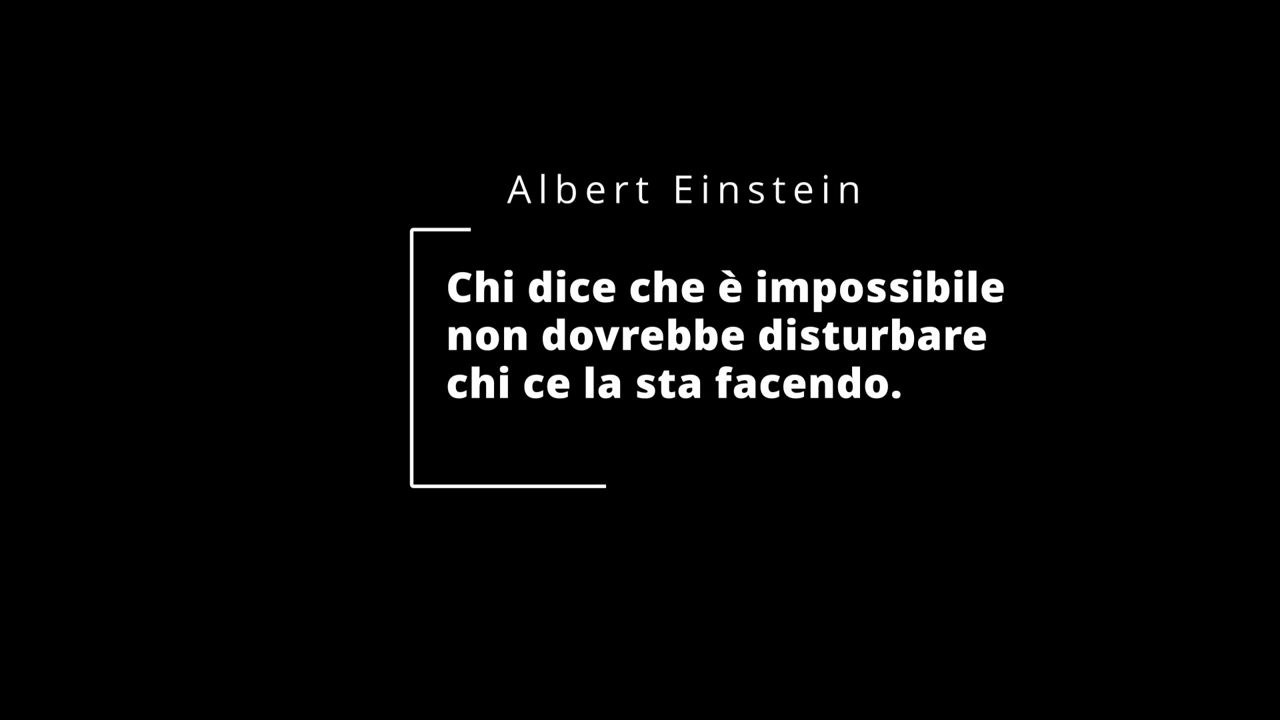 Albert Einstein
Chi dice che è impossibile
non dovrebbe disturbare
chi ce la sta facendo.